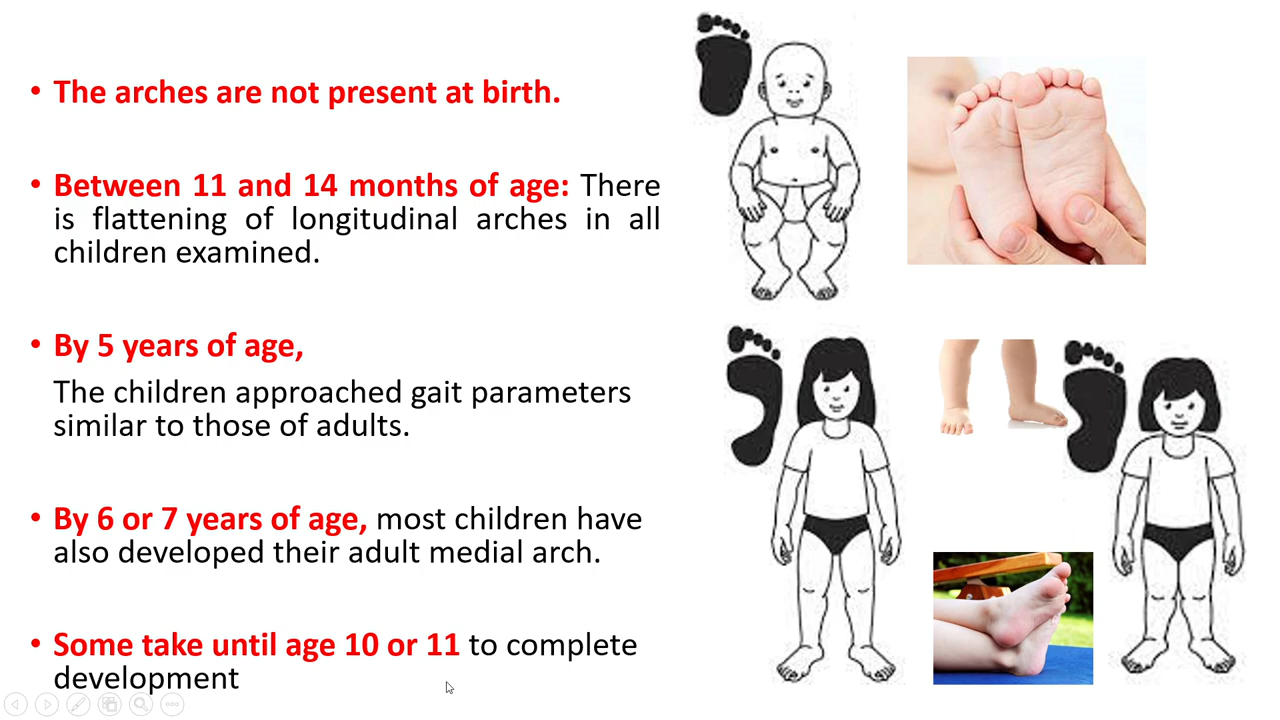 • The arches are not present at birth.
• Between 11 and 14 months of age: There
is flattening of longitudinal arches in all
children examined.
• By 5 years of age,
The children approached gait parameters
similar to those of adults.
• By 6 or 7 years of age, most children have
also developed their adult medial arch.
• Some take until age 10 or 11 to complete
development